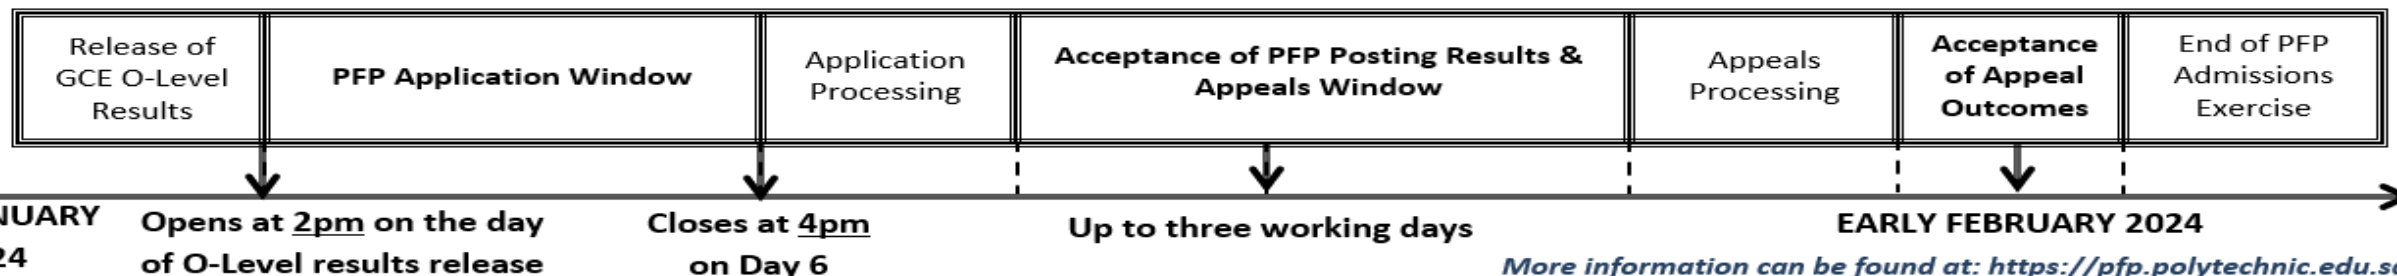 Release of
GCE O-Level
Results
PFP Application Window
Application
Processing
Acceptance of PFP Posting Results &
Appeals Window
Appeals
Processing
Acceptance
of Appeal
Outcomes
End of PFP
Admissions
Exercise
NUARY
24
Opens at 2pm on the day
of O-Level results release
Closes at 4pm
on Day 6
Up to three working days
EARLY FEBRUARY 2024
More information can be found at: https://pfp.polytechnic.edu.s